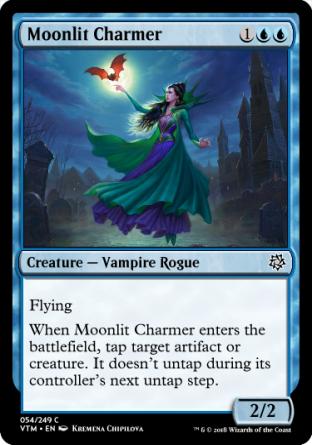 Moonlit Charmer 1
Creature — Vampire Rogue
Flying
When Moonlit Charmer enters the
battlefield, tap target artifact or
creature. It doesn't untap during its
controller's next untap step.
2/2
054/249 C
VTM • EN Kremena Chipilova
™ & © 2018 Wizards of the Coast